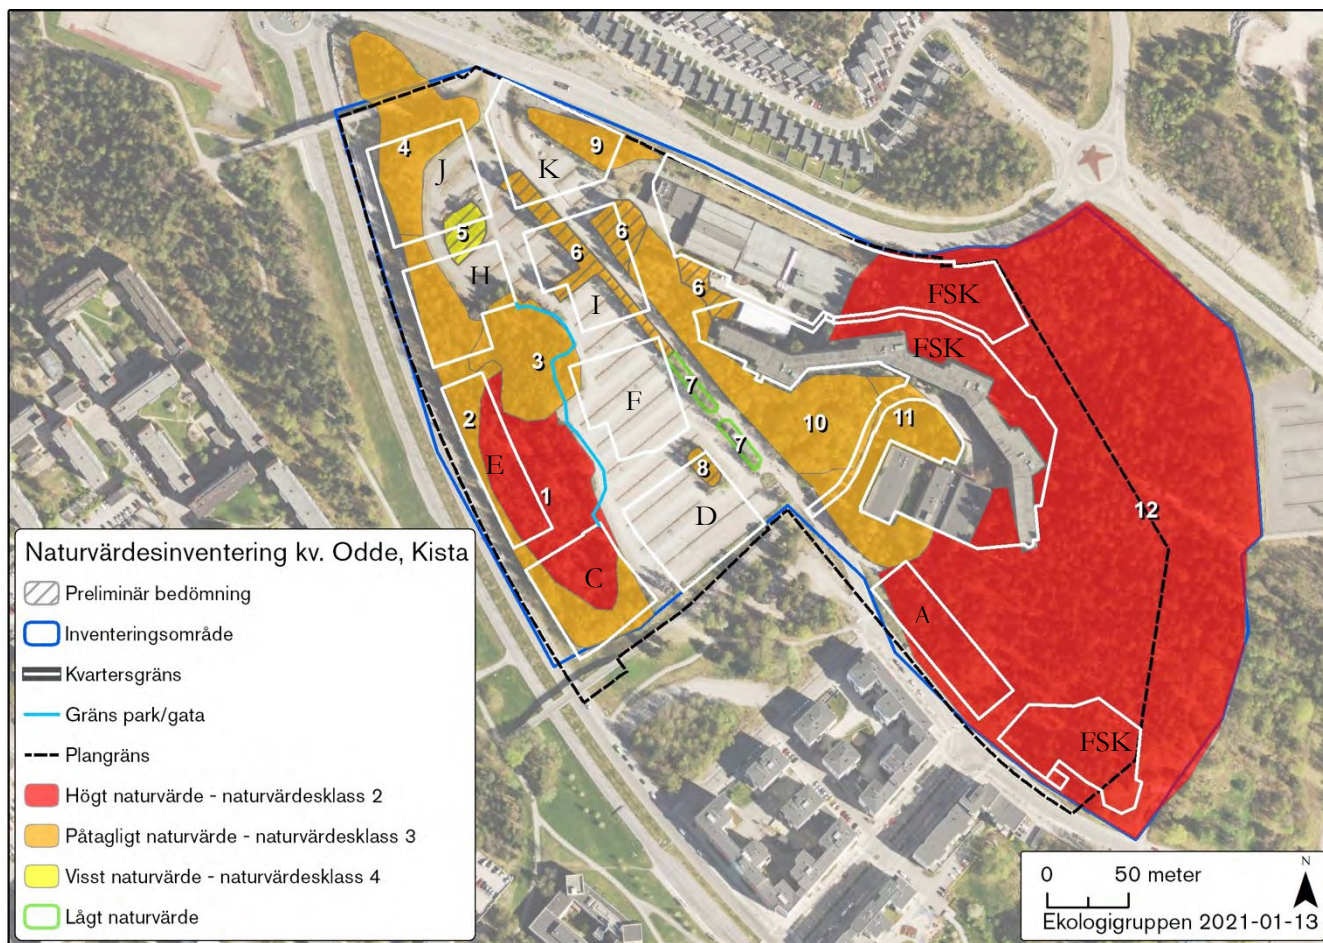 4
J
K
9
5
6
6
6
H
I
FSK
FSK
3
F
7
2
10
11
7
E
8
1
D
12
C
A
FSK
Naturvärdesinventering kv. Odde, Kista
Preliminär bedömning
Inventeringsområde
Kvartersgräns
Gräns park/gata
Plangräns
Högt naturvärde - naturvärdesklass 2
Påtagligt naturvärde - naturvärdesklass 3
Visst naturvärde - naturvärdesklass 4
Lågt naturvärde
N
0 50 meter
Ekologigruppen 2021-01-13